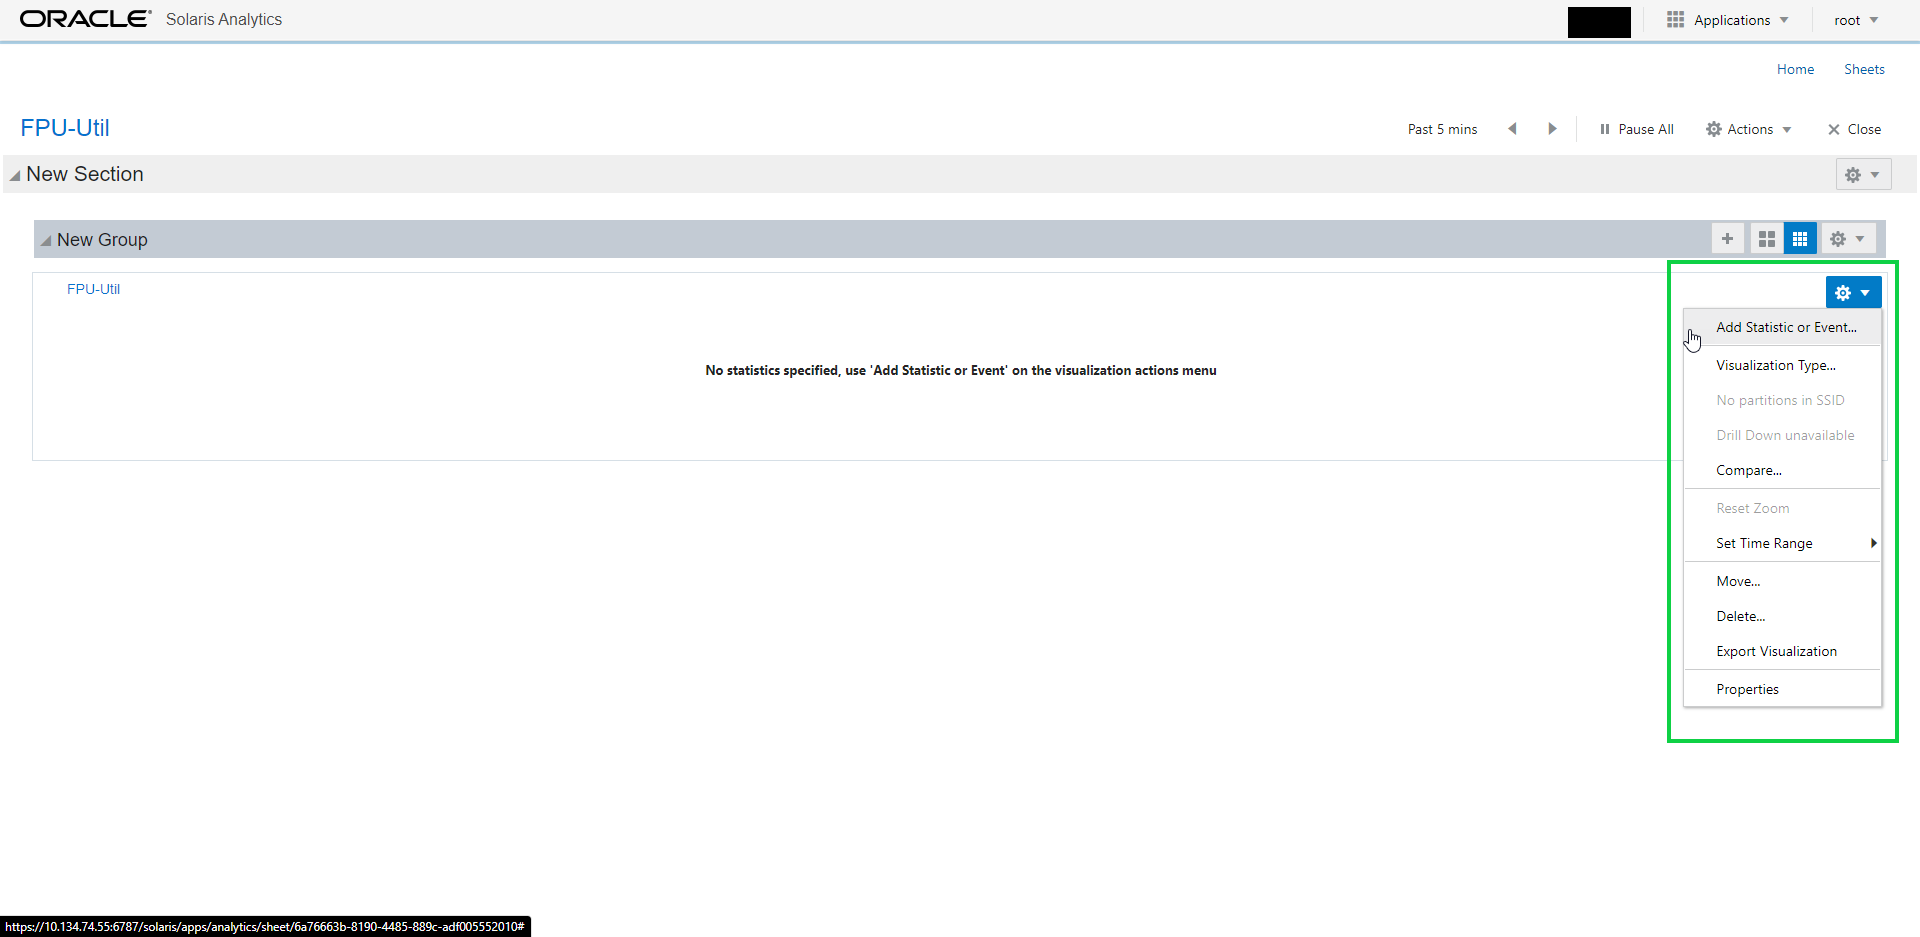 ORACLE® Solaris Analytics
Applications
root
Home Sheets
FPU-Util
Past 5 mins
Pause All
Actions
Close
New Section
New Group
FPU-Util
No statistics specified, use 'Add Statistic or Event' on the visualization actions menu
Add Statistic or Event...
Visualization Type...
No partitions in SSID
Drill Down unavailable
Compare...
Reset Zoom
Set Time Range
Move...
Delete...
Export Visualization
Properties
https://10.134.74.55:6787/solaris/apps/analytics/sheet/6a76663b-8190-4485-889c-adf005552010#